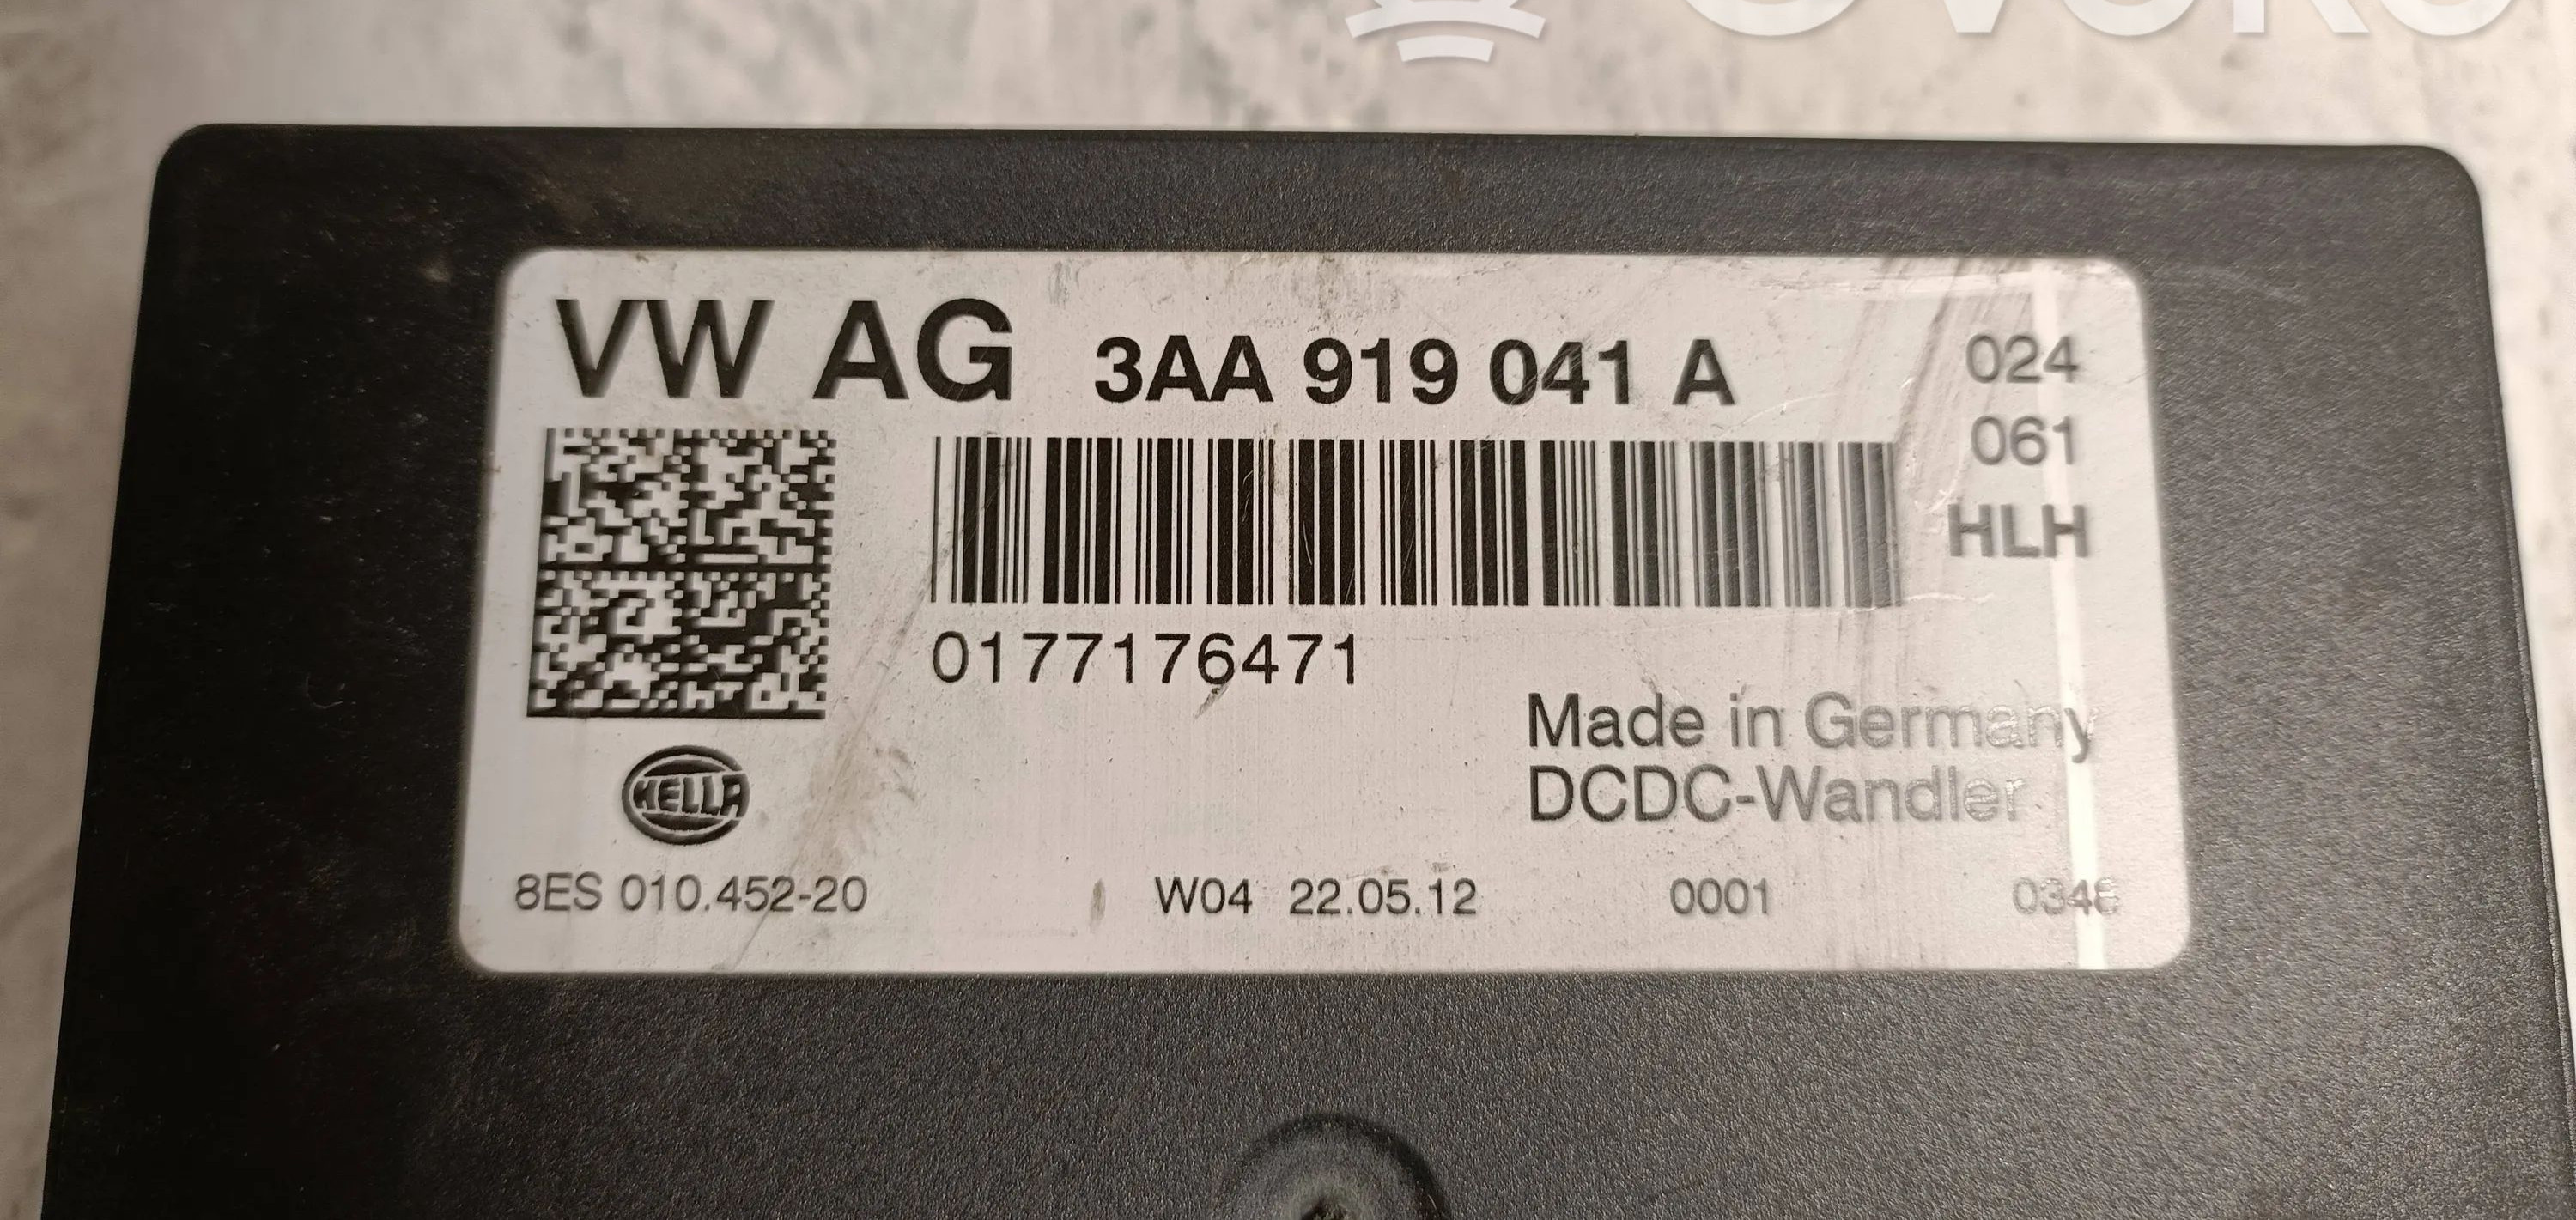 VW AG 3AA 919 041 A
024
061
HLH
0177176471
Made in Germany
DCDC-Wandler
HELLA
8ES 010.452-20 W04 22.05.12 0001